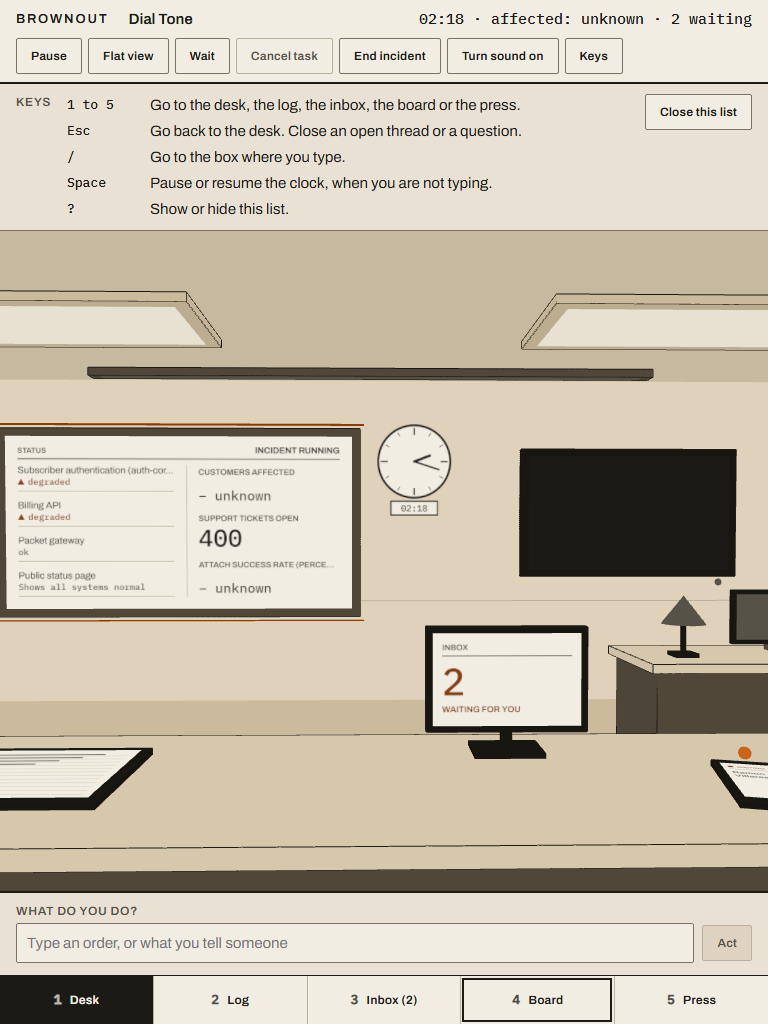 BROWNOUT Dial Tone 02:18 · affected: unknown · 2 waiting
Pause Flat view Wait Cancel task End incident Turn sound on Keys
KEYS
1 to 5 Go to the desk, the log, the inbox, the board or the press.
Esc Go back to the desk. Close an open thread or a question.
/ Go to the box where you type.
Space Pause or resume the clock, when you are not typing.
? Show or hide this list.
Close this list
STATUS INCIDENT RUNNING
Subscriber authentication (auth-cor...
▲ degraded
Billing API
▲ degraded
Packet gateway
ok
Public status page
Shows all systems normal
CUSTOMERS AFFECTED
– unknown
SUPPORT TICKETS OPEN
400
ATTACH SUCCESS RATE (PERCE...
– unknown
02:18
INBOX
2
WAITING FOR YOU
WHAT DO YOU DO?
Type an order, or what you tell someone
Act
1 Desk 2 Log 3 Inbox (2) 4 Board 5 Press